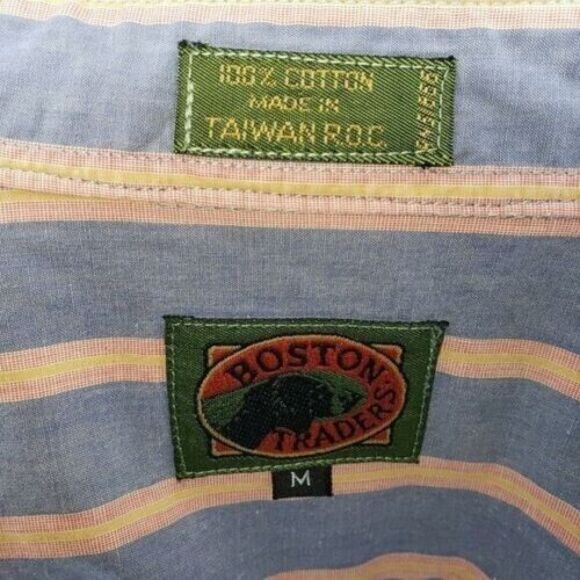 100% COTTON
MADE IN
TAIWAN R.O.C.
BOSTON
TRADERS
M